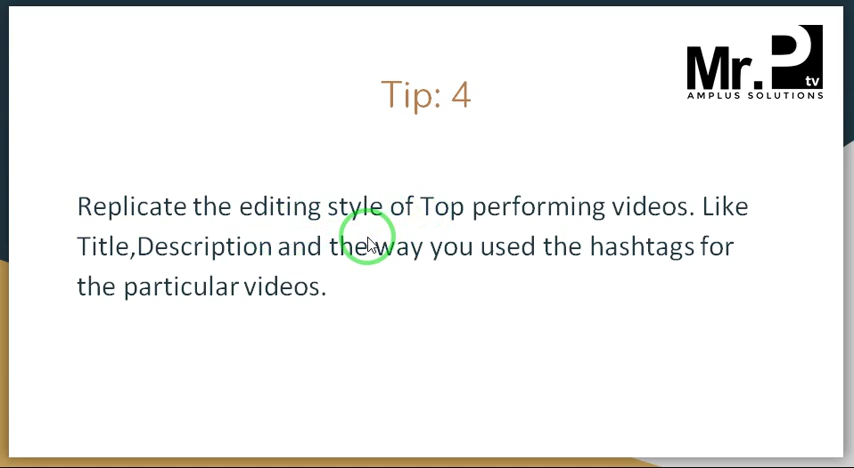 Mr. P
tv
AMPLUS SOLUTIONS
Tip: 4
Replicate the editing style of Top performing videos. Like
Title,Description and the way you used the hashtags for
the particular videos.